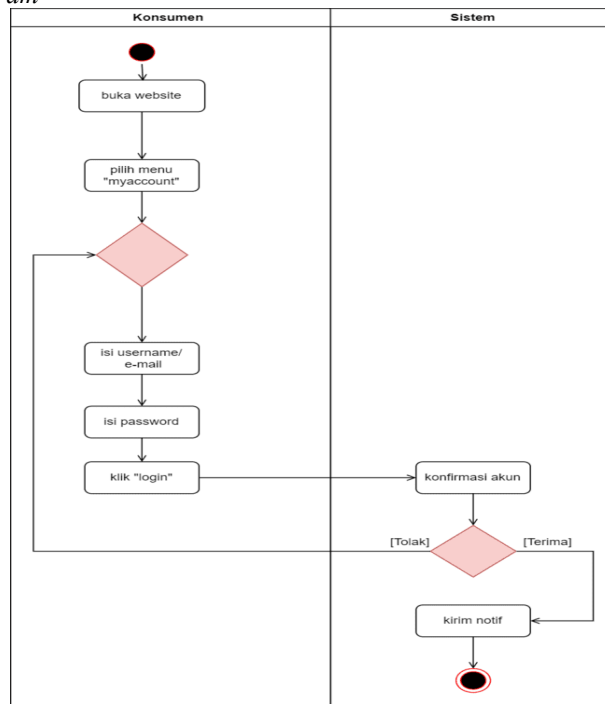 am
Konsumen
Sistem
buka website
pilih menu
"myaccount"
isi username/
e-mail
isi password
klik "login"
konfirmasi akun
[Tolak]
[Terima]
kirim notif